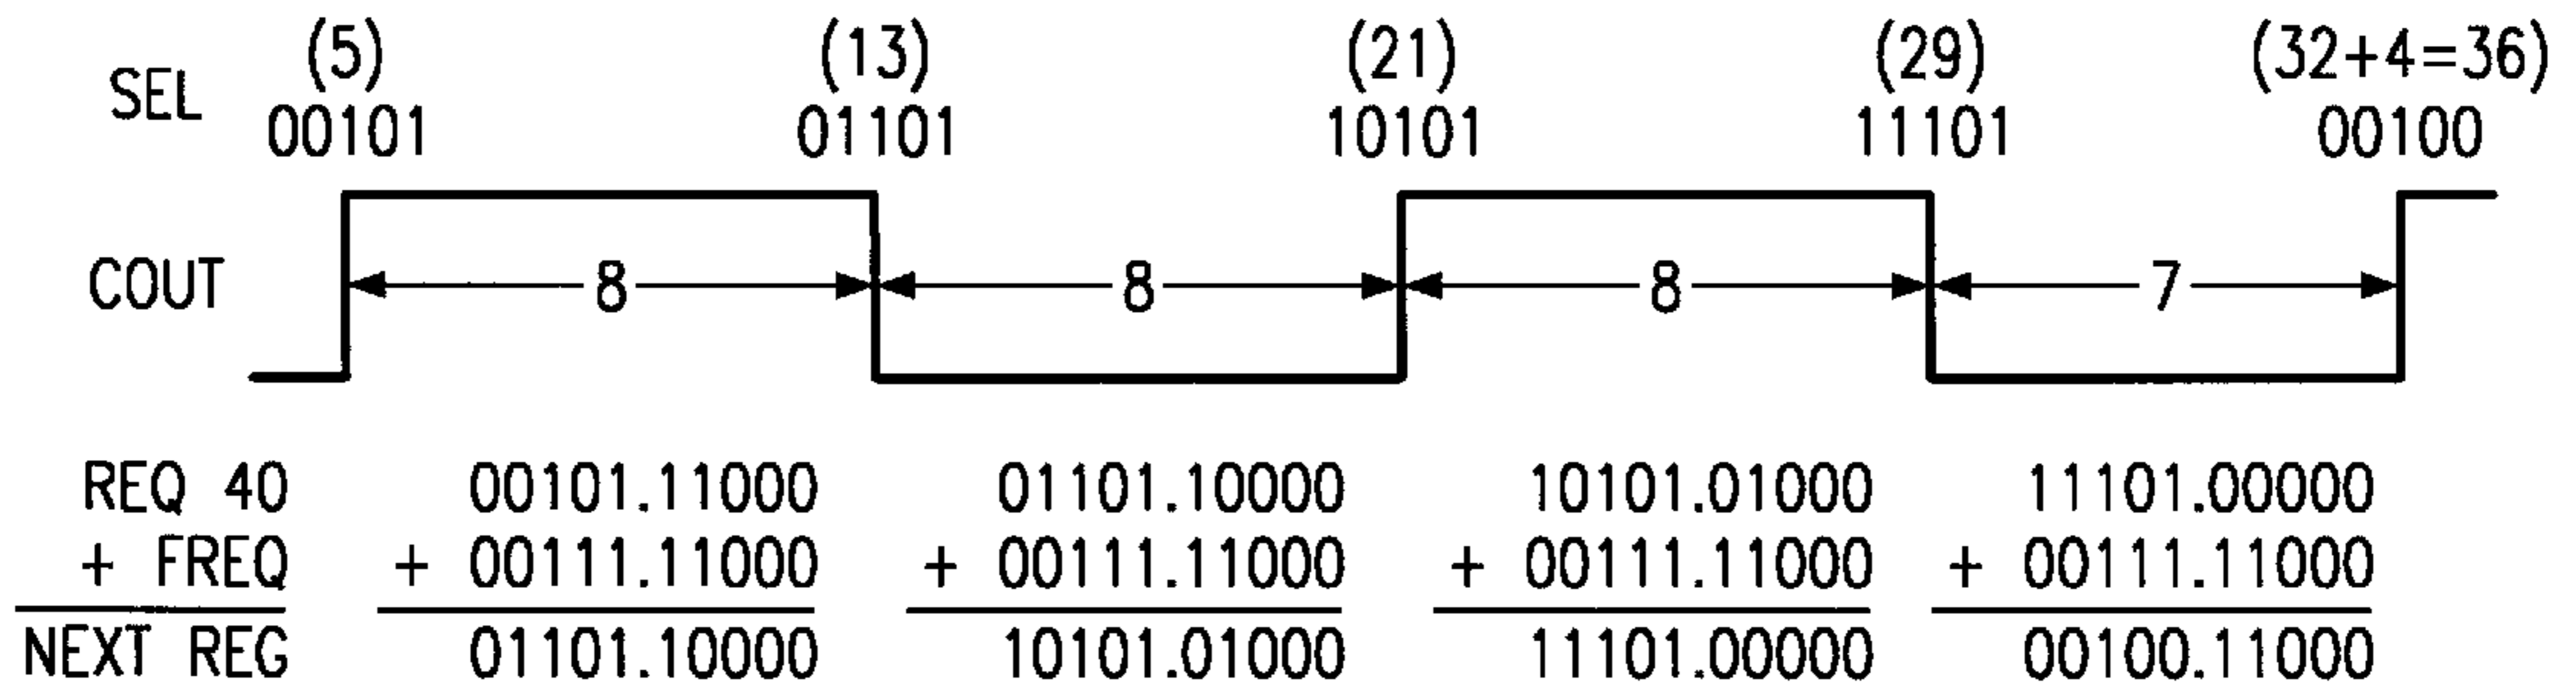 (5) (13) (21) (29) (32+4=36)
SEL 00101 01101 10101 11101 00100
COUT 8 8 8 7
REQ 40 00101.11000 01101.10000 10101.01000 11101.00000
+ FREQ + 00111.11000 + 00111.11000 + 00111.11000 + 00111.11000
NEXT REG 01101.10000 10101.01000 11101.00000 00100.11000